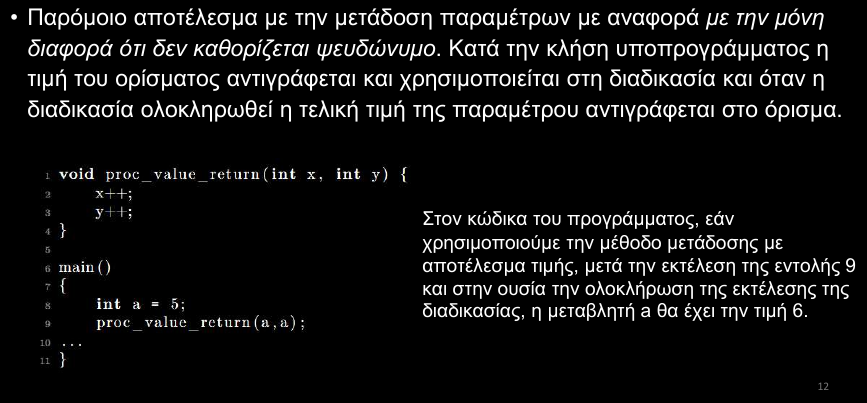 • Παρόμοιο αποτέλεσμα με την μετάδοση παραμέτρων με αναφορά με την μόνη
διαφορά ότι δεν καθορίζεται ψευδώνυμο. Κατά την κλήση υποπρογράμματος η
τιμή του ορίσματος αντιγράφεται και χρησιμοποιείται στη διαδικασία και όταν η
διαδικασία ολοκληρωθεί η τελική τιμή της παραμέτρου αντιγράφεται στο όρισμα.
1 void proc_value_return(int x, int y) {
2 x++;
3 y++;
4 }
5
6 main()
7 {
8 int a = 5;
9 proc_value_return(a,a);
10 ...
11 }
Στον κώδικα του προγράμματος, εάν
χρησιμοποιούμε την μέθοδο μετάδοσης με
αποτέλεσμα τιμής, μετά την εκτέλεση της εντολής 9
και στην ουσία την ολοκλήρωση της εκτέλεσης της
διαδικασίας, η μεταβλητή a θα έχει την τιμή 6.
12